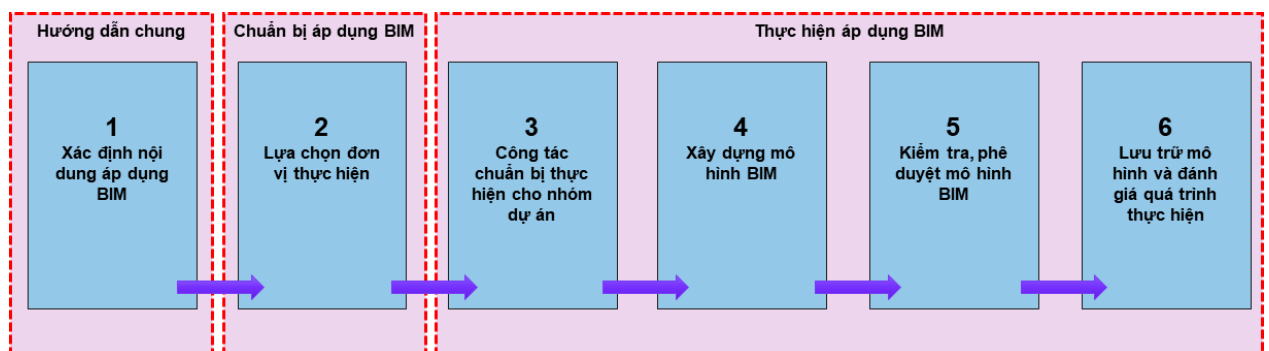 Hướng dẫn chung
Chuẩn bị áp dụng BIM
Thực hiện áp dụng BIM
1
Xác định nội
dung áp dụng
BIM
2
Lựa chọn đơn
vị thực hiện
3
Công tác
chuẩn bị thực
hiện cho nhóm
dự án
4
Xây dựng mô
hình BIM
5
Kiểm tra, phê
duyệt mô hình
BIM
6
Lưu trữ mô
hình và đánh
giá quá trình
thực hiện